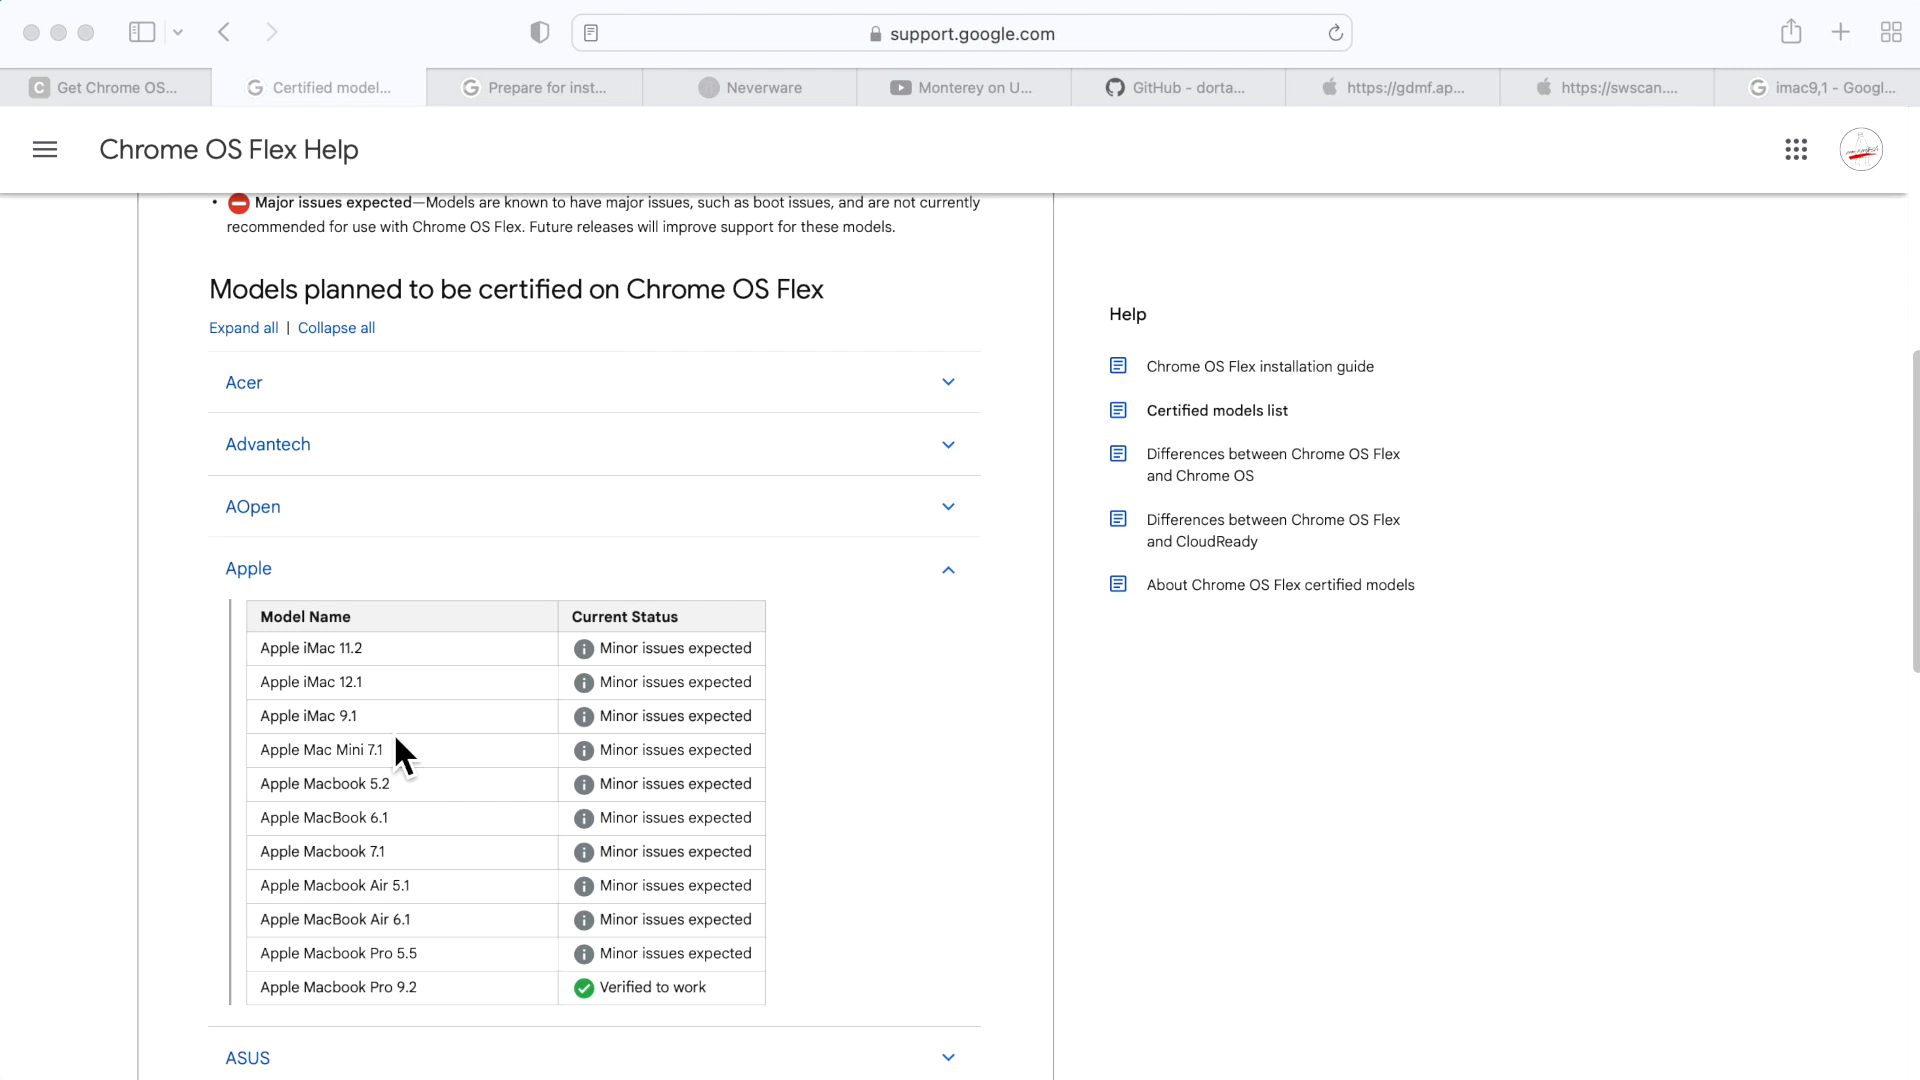 support.google.com
Get Chrome OS...
Certified model...
Prepare for inst...
Neverware
Monterey on U...
GitHub - dorta...
https://gdmf.ap...
https://swscan....
imac9,1 - Googl...
Chrome OS Flex Help
• Major issues expected—Models are known to have major issues, such as boot issues, and are not currently
recommended for use with Chrome OS Flex. Future releases will improve support for these models.
Models planned to be certified on Chrome OS Flex
Expand all | Collapse all
Acer
Advantech
AOpen
Apple
Model Name Current Status
Apple iMac 11.2 Minor issues expected
Apple iMac 12.1 Minor issues expected
Apple iMac 9.1 Minor issues expected
Apple Mac Mini 7.1 Minor issues expected
Apple Macbook 5.2 Minor issues expected
Apple MacBook 6.1 Minor issues expected
Apple Macbook 7.1 Minor issues expected
Apple Macbook Air 5.1 Minor issues expected
Apple MacBook Air 6.1 Minor issues expected
Apple Macbook Pro 5.5 Minor issues expected
Apple Macbook Pro 9.2 Verified to work
ASUS
Help
Chrome OS Flex installation guide
Certified models list
Differences between Chrome OS Flex
and Chrome OS
Differences between Chrome OS Flex
and CloudReady
About Chrome OS Flex certified models